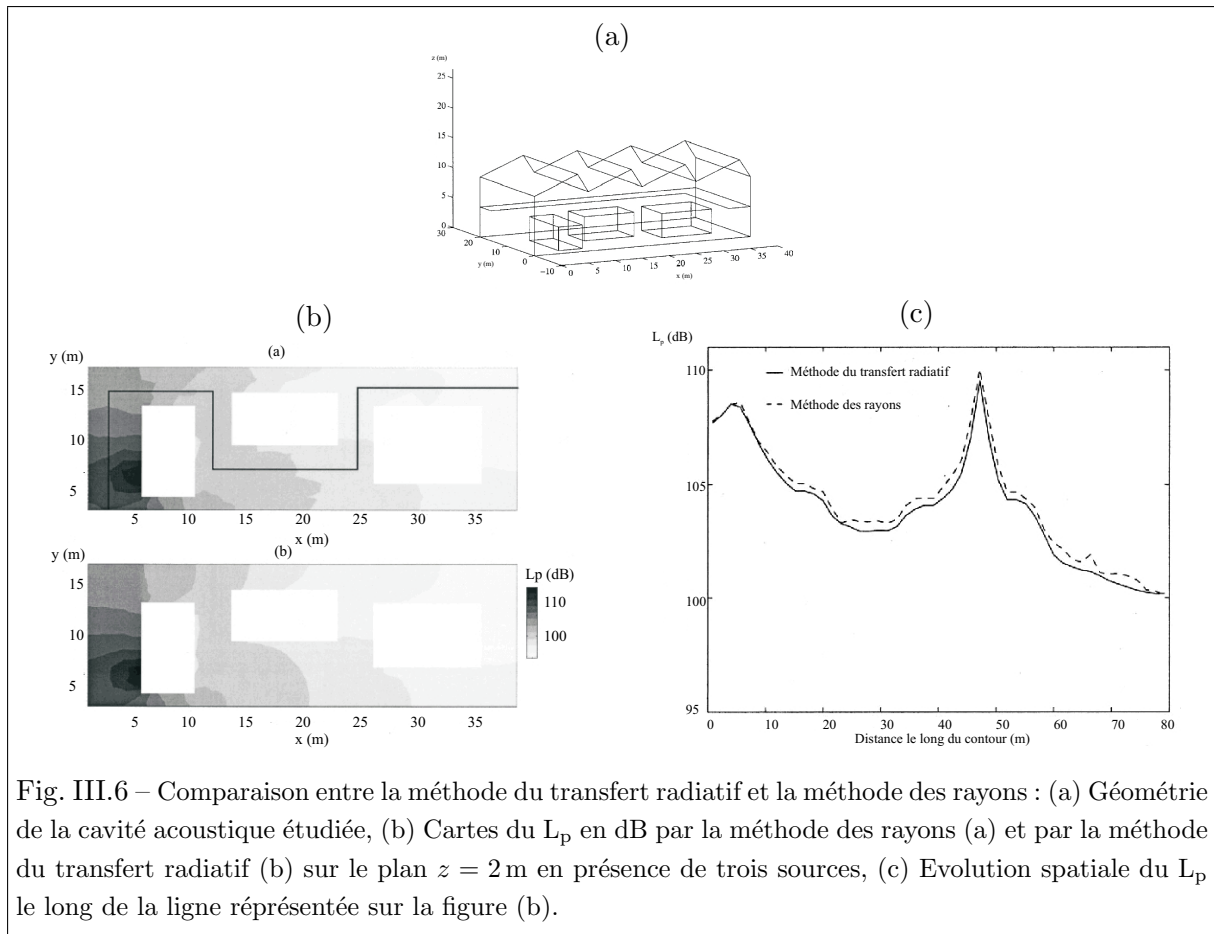 (a)
z (m)
25
20
15
10
5
0
30
20
10
0
−10
y (m)
0
5
10
15
20
25
30
35
40
x (m)
(b)
(a)
y (m)
15
10
5
5 10 15 20 25 30 35
x (m)
(b)
y (m)
15
10
5
5 10 15 20 25 30 35
x (m)
Lp (dB)
110
100
(c)
Lp (dB)
110
105
100
95
Méthode du transfert radiatif
Méthode des rayons
0 10 20 30 40 50 60 70 80
Distance le long du contour (m)
Fig. III.6 – Comparaison entre la méthode du transfert radiatif et la méthode des rayons : (a) Géométrie
de la cavité acoustique étudiée, (b) Cartes du Lp en dB par la méthode des rayons (a) et par la méthode
du transfert radiatif (b) sur le plan z = 2 m en présence de trois sources, (c) Evolution spatiale du Lp
le long de la ligne réprésentée sur la figure (b).